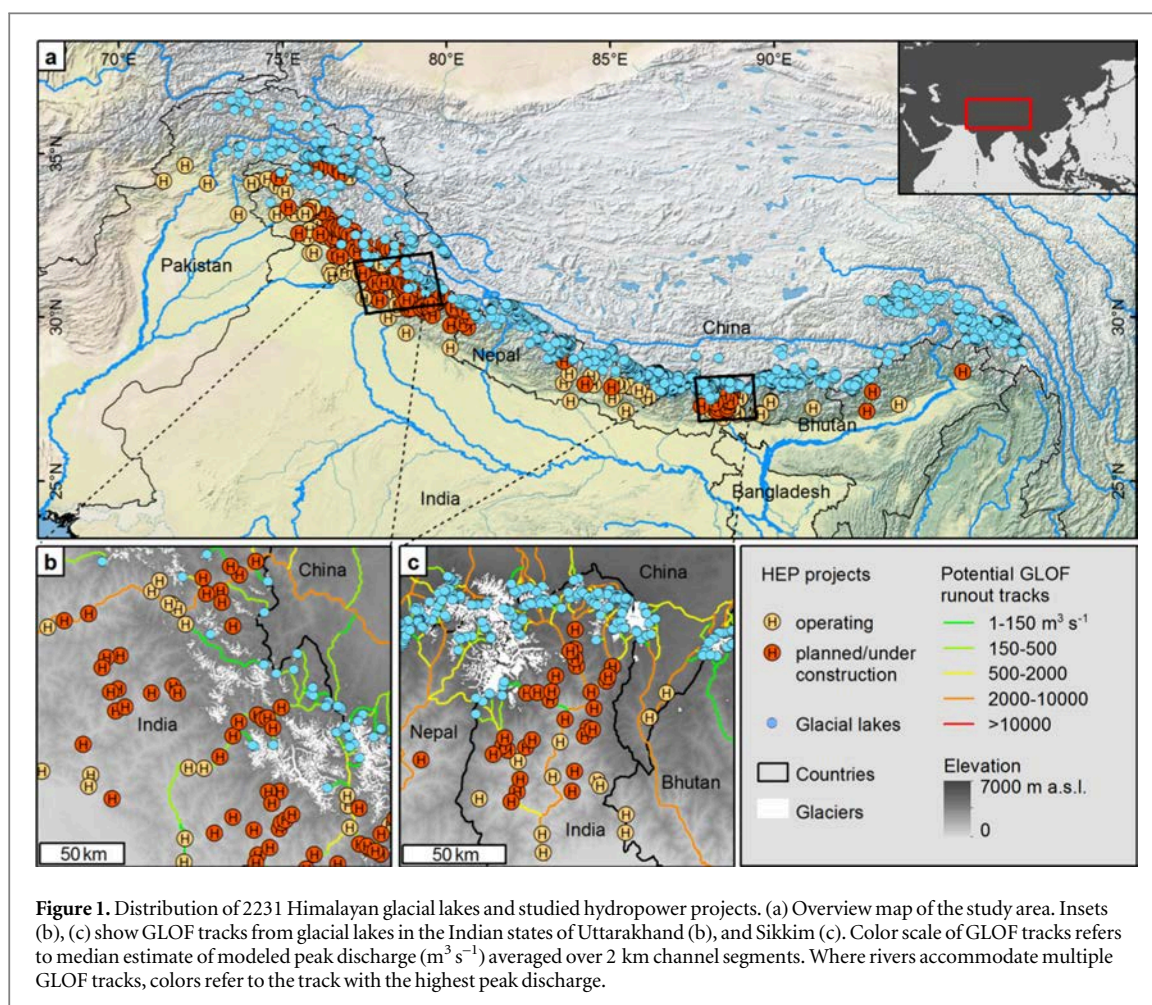 a
70°E 75°E 80°E 85°E 90°E
35°N
Pakistan
30°N
China
30°N
Nepal
Bhutan
25°N
India
Bangladesh
25°N
b
China
India
50 km
c
China
Nepal
Bhutan
India
50 km
HEP projects
operating
planned/under
construction
Glacial lakes
Countries
Glaciers
Potential GLOF
runout tracks
1-150 m³ s⁻¹
150-500
500-2000
2000-10000
>10000
Elevation
7000 m a.s.l.
0
Figure 1. Distribution of 2231 Himalayan glacial lakes and studied hydropower projects. (a) Overview map of the study area. Insets
(b), (c) show GLOF tracks from glacial lakes in the Indian states of Uttarakhand (b), and Sikkim (c). Color scale of GLOF tracks refers
to median estimate of modeled peak discharge (m³ s⁻¹) averaged over 2 km channel segments. Where rivers accommodate multiple
GLOF tracks, colors refer to the track with the highest peak discharge.